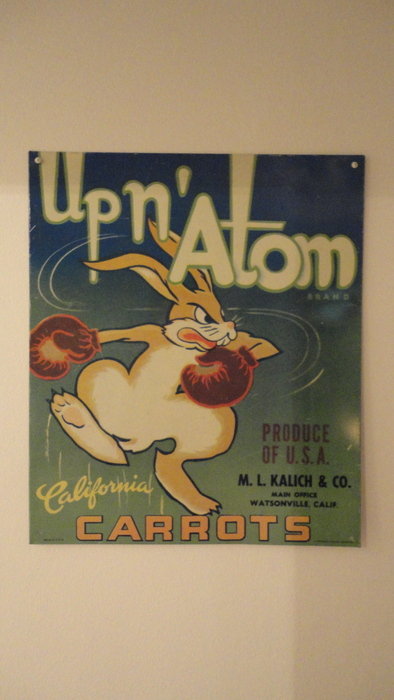 Up n' Atom
BRAND
PRODUCE
OF U.S.A.
M. L. KALICH & CO.
MAIN OFFICE
WATSONVILLE, CALIF.
California
CARROTS